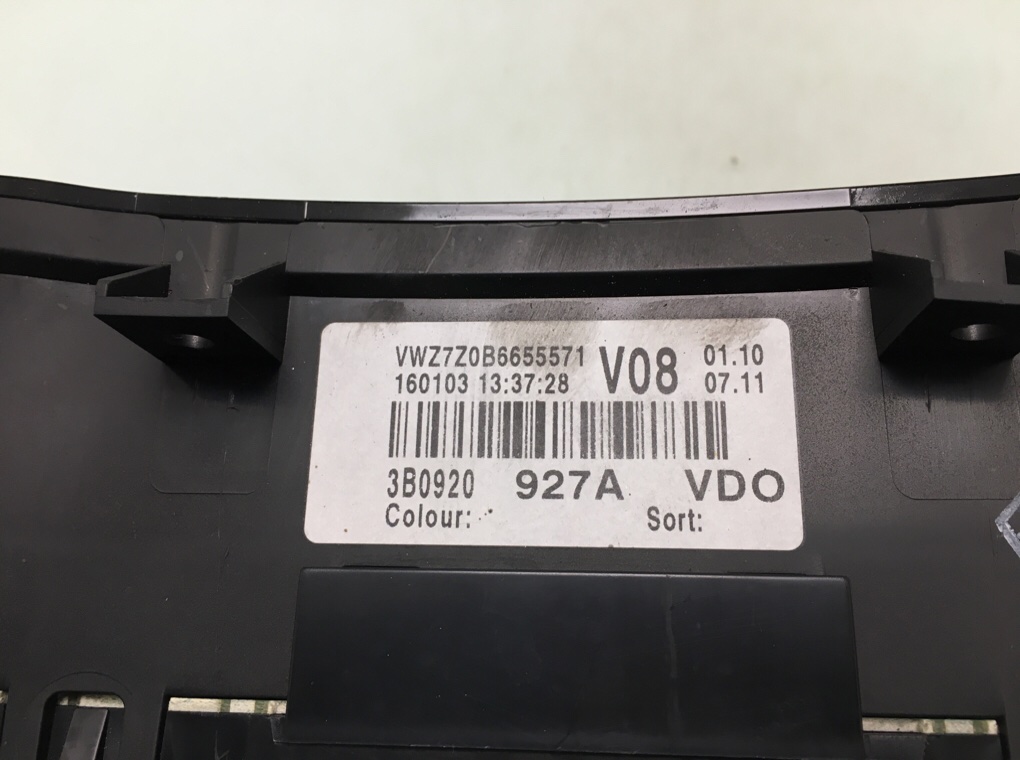 VWZ7Z0B6655571 V08 01.10
160103 13:37:28 07.11
3B0920 927A VDO
Colour: Sort: